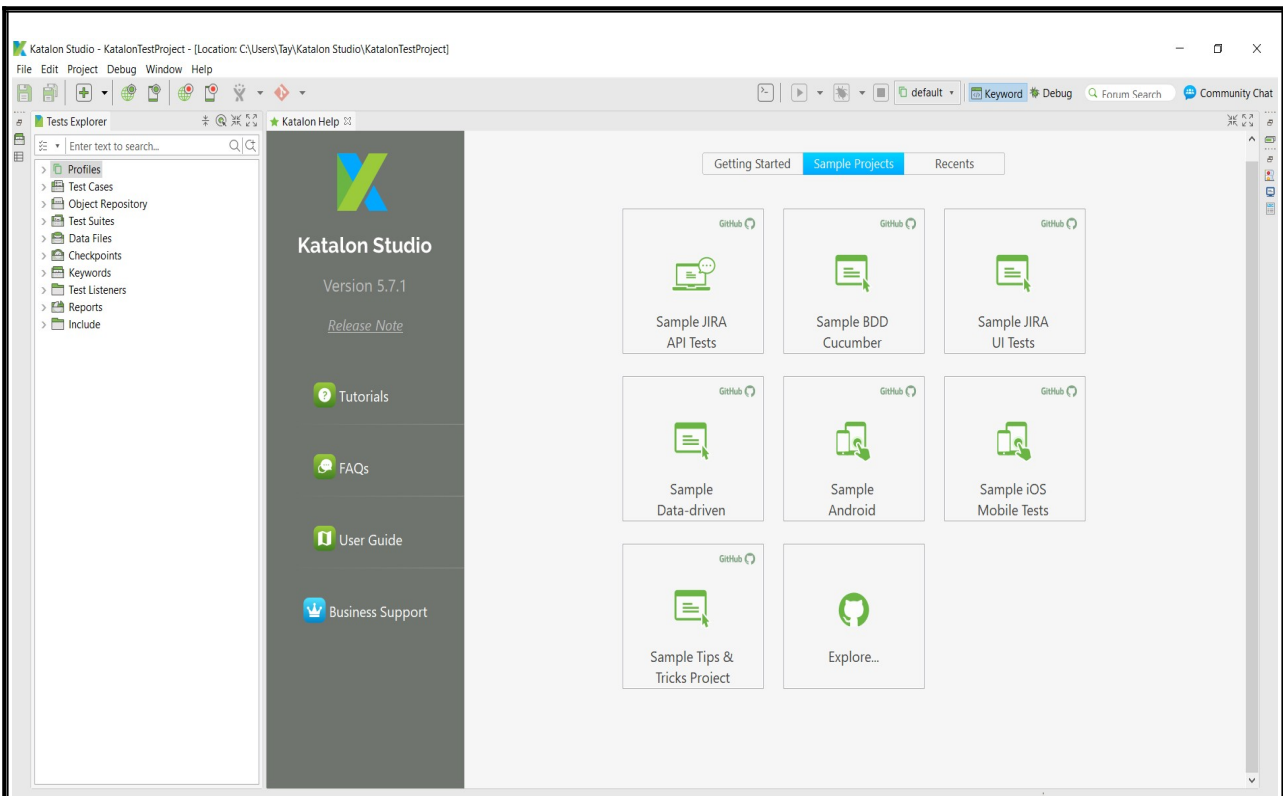 Katalon Studio - KatalonTestProject - [Location: C:\Users\Tay\Katalon Studio\KatalonTestProject]
File Edit Project Debug Window Help
default
Keyword
Debug
Forum Search
Community Chat
Tests Explorer
Katalon Help
Enter text to search...
Profiles
Test Cases
Object Repository
Test Suites
Data Files
Checkpoints
Keywords
Test Listeners
Reports
Include
Katalon Studio
Version 5.7.1
Release Note
Tutorials
FAQs
User Guide
Business Support
Getting Started
Sample Projects
Recents
GitHub
Sample JIRA
API Tests
GitHub
Sample BDD
Cucumber
GitHub
Sample JIRA
UI Tests
GitHub
Sample
Data-driven
GitHub
Sample
Android
GitHub
Sample iOS
Mobile Tests
GitHub
Sample Tips &
Tricks Project
Explore...